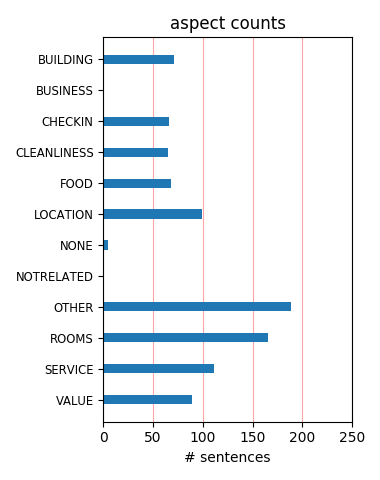 aspect counts
BUILDING
BUSINESS
CHECKIN
CLEANLINESS
FOOD
LOCATION
NONE
NOTRELATED
OTHER
ROOMS
SERVICE
VALUE
0 50 100 150 200 250
# sentences